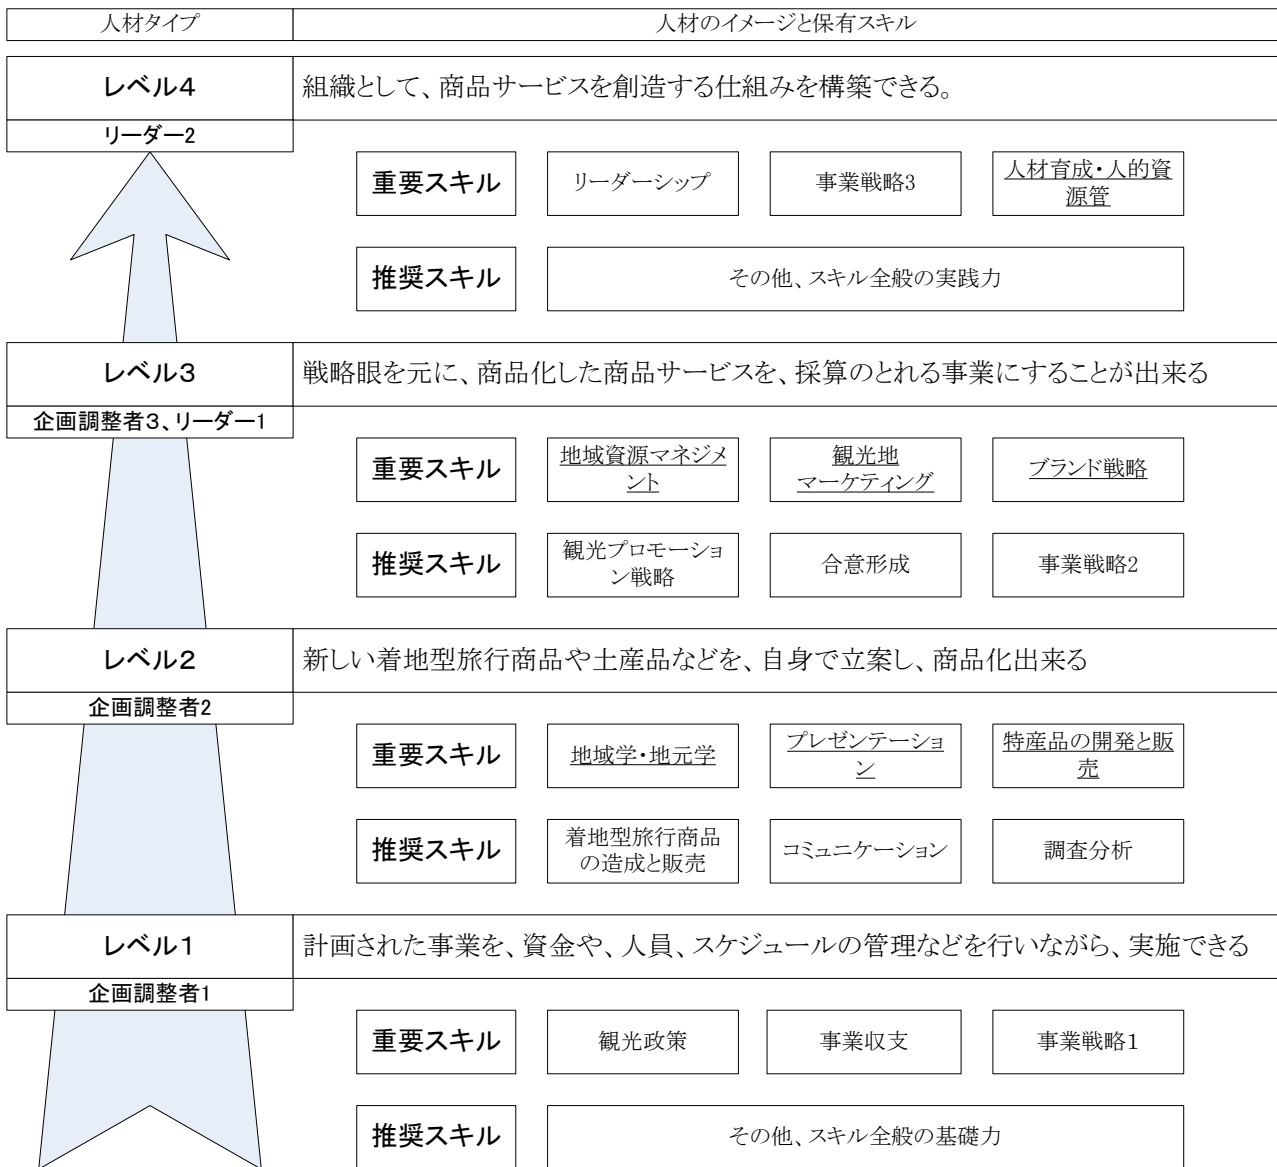 人材タイプ
人材のイメージと保有スキル
レベル4
組織として、商品サービスを創造する仕組みを構築できる。
リーダー2
重要スキル
リーダーシップ
事業戦略3
人材育成・人的資
源管
推奨スキル
その他、スキル全般の実践力
レベル3
戦略眼を元に、商品化した商品サービスを、採算のとれる事業にすることが出来る
企画調整者3、リーダー1
重要スキル
地域資源マネジメ
ント
観光地
マーケティング
ブランド戦略
推奨スキル
観光プロモーショ
ン戦略
合意形成
事業戦略2
レベル2
新しい着地型旅行商品や土産品などを、自身で立案し、商品化出来る
企画調整者2
重要スキル
地域学・地元学
プレゼンテーショ
ン
特産品の開発と販
売
推奨スキル
着地型旅行商品
の造成と販売
コミュニケーション
調査分析
レベル1
計画された事業を、資金や、人員、スケジュールの管理などを行いながら、実施できる
企画調整者1
重要スキル
観光政策
事業収支
事業戦略1
推奨スキル
その他、スキル全般の基礎力